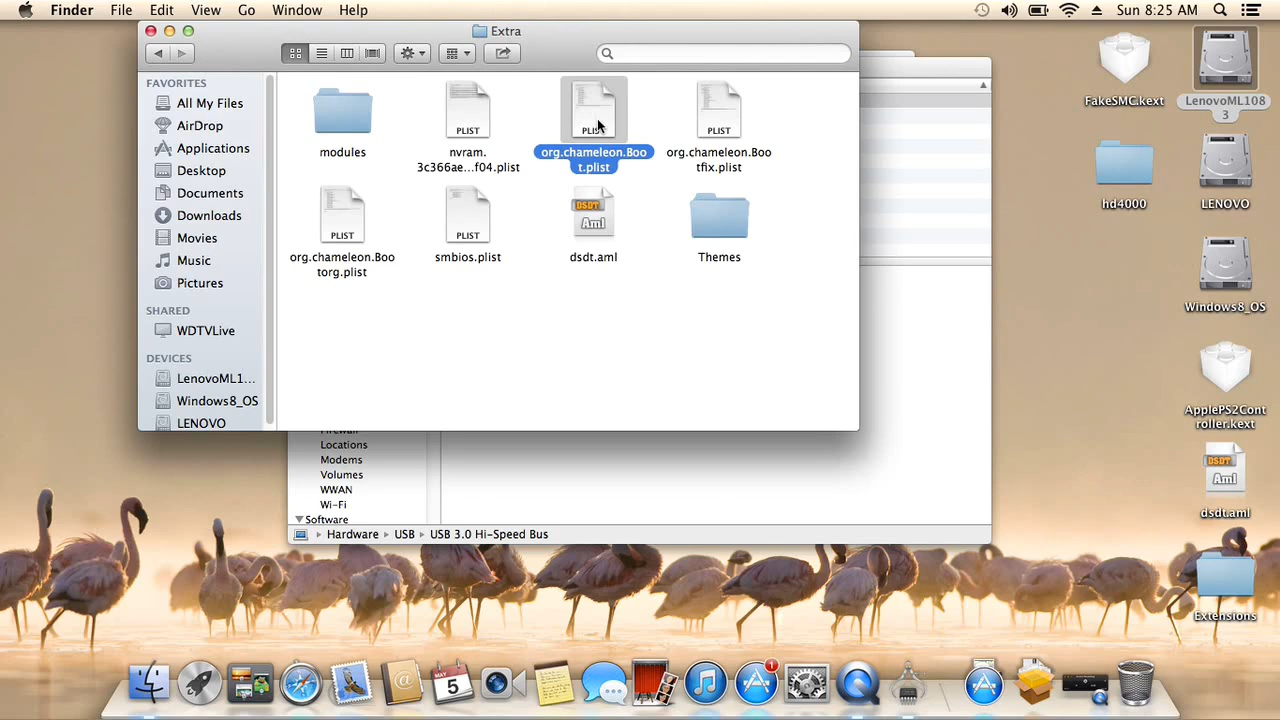 Finder File Edit View Go Window Help
Sun 8:25 AM
Extra
FAVORITES
All My Files
AirDrop
Applications
Desktop
Documents
Downloads
Movies
Music
Pictures
SHARED
WDTVLive
DEVICES
LenovoML1...
Windows8_OS
LENOVO
modules
PLIST
nvram.
3c366ae...f04.plist
PLIST
org.chameleon.Boo
t.plist
PLIST
org.chameleon.Boo
tfix.plist
PLIST
org.chameleon.Boo
torg.plist
PLIST
smbios.plist
DSDT
Aml
dsdt.aml
Themes
Firewall
Locations
Modems
Volumes
WWAN
Wi-Fi
Software
Hardware USB USB 3.0 Hi-Speed Bus
FakeSMC.kext
LenovoML108
3
hd4000
LENOVO
Windows8_OS
ApplePS2Cont
roller.kext
DSDT
Aml
dsdt.aml
Extensions
MAY
5
1